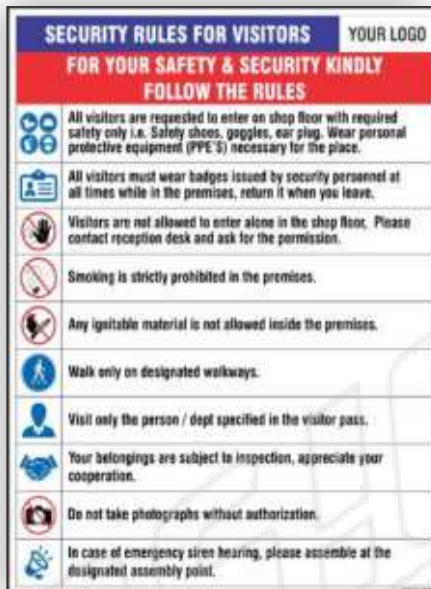 SECURITY RULES FOR VISITORS
YOUR LOGO
FOR YOUR SAFETY & SECURITY KINDLY
FOLLOW THE RULES
All visitors are requested to enter on shop floor with required
safety only i.e. Safety shoes, goggles, ear plug. Wear personal
protective equipment (PPE'S) necessary for the place.
All visitors must wear badges issued by security personnel at
all times while in the premises, return it when you leave.
Visitors are not allowed to enter alone in the shop floor. Please
contact reception desk and ask for the permission.
Smoking is strictly prohibited in the premises.
Any ignitable material is not allowed inside the premises.
Walk only on designated walkways.
Visit only the person / dept specified in the visitor pass.
Your belongings are subject to inspection, appreciate your
cooperation.
Do not take photographs without authorization.
In case of emergency siren hearing, please assemble at the
designated assembly point.